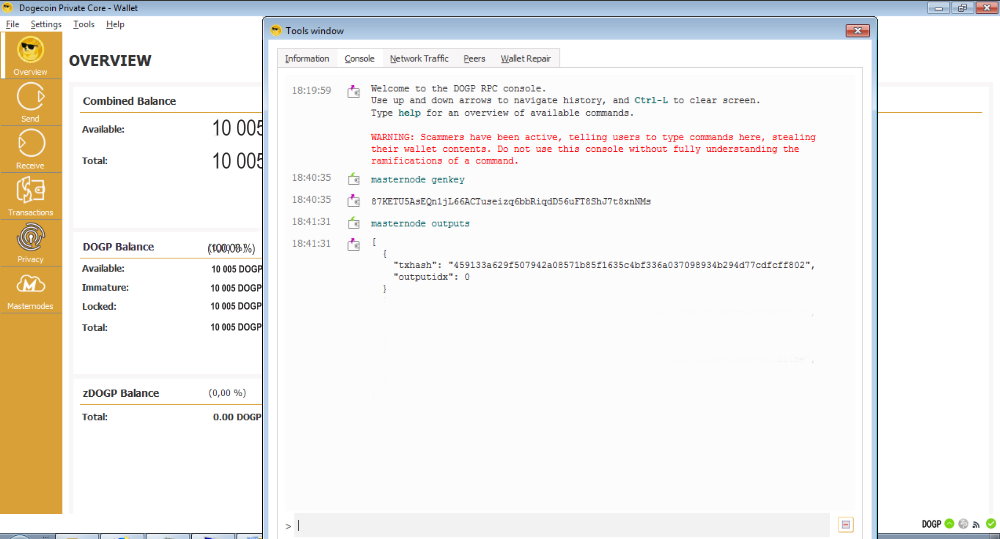 Dogecoin Private Core - Wallet
File Settings Tools Help
Overview
Send
Receive
Transactions
Privacy
Masternodes
OVERVIEW
Combined Balance
Available: 10 005
Total: 10 005
DOGP Balance
Available: 10 005 DOGP
Immature: 10 005 DOGP
Locked: 10 005 DOGP
Total: 10 005 DOGP
zDOGP Balance (0,00 %)
Total: 0.00 DOGP
Tools window
Information Console Network Traffic Peers Wallet Repair
18:19:59 Welcome to the DOGP RPC console.
Use up and down arrows to navigate history, and Ctrl-L to clear screen.
Type help for an overview of available commands.
WARNING: Scammers have been active, telling users to type commands here, stealing
their wallet contents. Do not use this console without fully understanding the
ramifications of a command.
18:40:35 masternode genkey
18:40:35 87KETU5AsEQn1jL66ACTuseizq6bbRiqdD56uFT8ShJ7t8xnNMs
18:41:31 masternode outputs
18:41:31 [
{
"txhash": "459133a629f507942a08571b85f1635c4bf336a037098934b294d77cdfcff802",
"outputidx": 0
}
>
DOGP